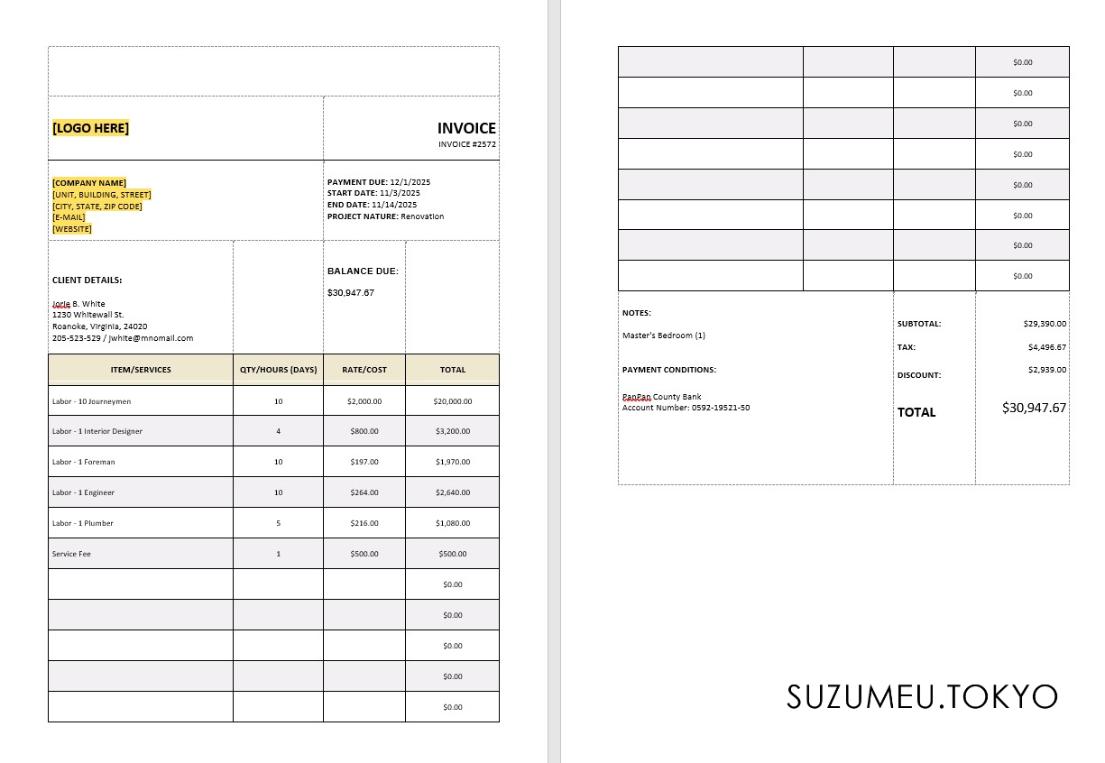 [LOGO HERE]
INVOICE
INVOICE #2572
[COMPANY NAME]
[UNIT, BUILDING, STREET]
[CITY, STATE, ZIP CODE]
[E-MAIL]
[WEBSITE]
PAYMENT DUE: 12/1/2025
START DATE: 11/3/2025
END DATE: 11/14/2025
PROJECT NATURE: Renovation
CLIENT DETAILS:
Jorie B. White
1230 Whitewall St.
Roanoke, Virginia, 24020
205-523-529 / jwhite@mnomail.com
BALANCE DUE:
$30,947.67
ITEM/SERVICES QTY/HOURS (DAYS) RATE/COST TOTAL
Labor - 10 Journeymen 10 $2,000.00 $20,000.00
Labor - 1 Interior Designer 4 $800.00 $3,200.00
Labor - 1 Foreman 10 $197.00 $1,970.00
Labor - 1 Engineer 10 $264.00 $2,640.00
Labor - 1 Plumber 5 $216.00 $1,080.00
Service Fee 1 $500.00 $500.00
$0.00
$0.00
$0.00
$0.00
$0.00
$0.00
$0.00
$0.00
$0.00
$0.00
$0.00
$0.00
$0.00
NOTES:
Master's Bedroom (1)
PAYMENT CONDITIONS:
PanPan County Bank
Account Number: 0592-19521-50
SUBTOTAL: $29,390.00
TAX: $4,496.67
DISCOUNT: $2,939.00
TOTAL $30,947.67
SUZUMEU.TOKYO